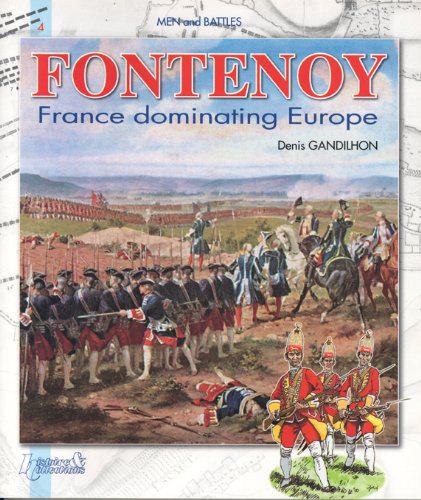 4
MEN and BATTLES
FONTENOY
France dominating Europe
Denis GANDILHON
histoire &
Collections